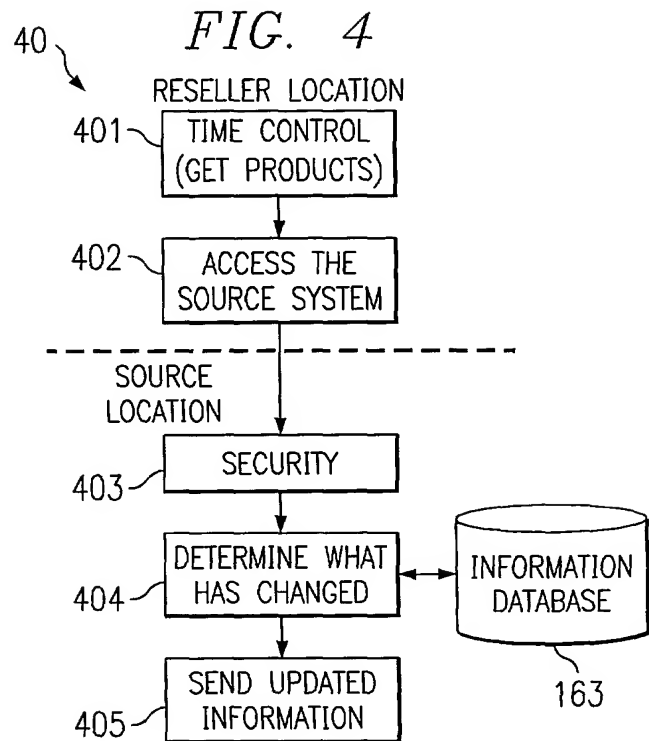 FIG. 4
40
RESELLER LOCATION
401
TIME CONTROL
(GET PRODUCTS)
402
ACCESS THE
SOURCE SYSTEM
SOURCE
LOCATION
403
SECURITY
404
DETERMINE WHAT
HAS CHANGED
INFORMATION
DATABASE
163
405
SEND UPDATED
INFORMATION